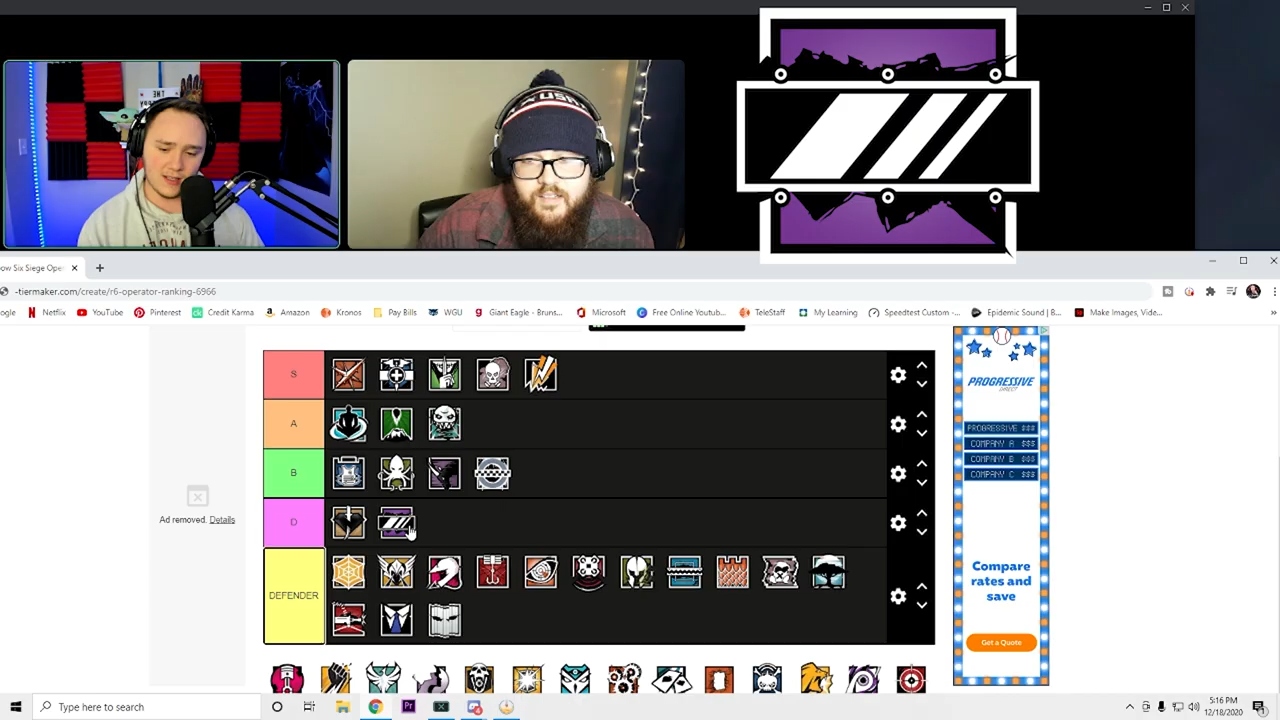 THE
ow Six Siege Ope
-tiermaker.com/create/r6-operator-ranking-6966
ogle Netflix YouTube Pinterest Credit Karma Amazon Kronos Pay Bills WGU Giant Eagle - Bruns... Microsoft Free Online Youtub... TeleStaff My Learning Speedtest Custom -... Epidemic Sound | B... Make Images, Vide...
S
A
B
D
DEFENDER
Ad removed. Details
PROGRESSIVE
DIRECT
PROGRESSIVE $$$
COMPANY A $$$
COMPANY B $$$
COMPANY C $$$
Compare
rates and
save
Get a Quote
Type here to search
5:16 PM
12/18/2020